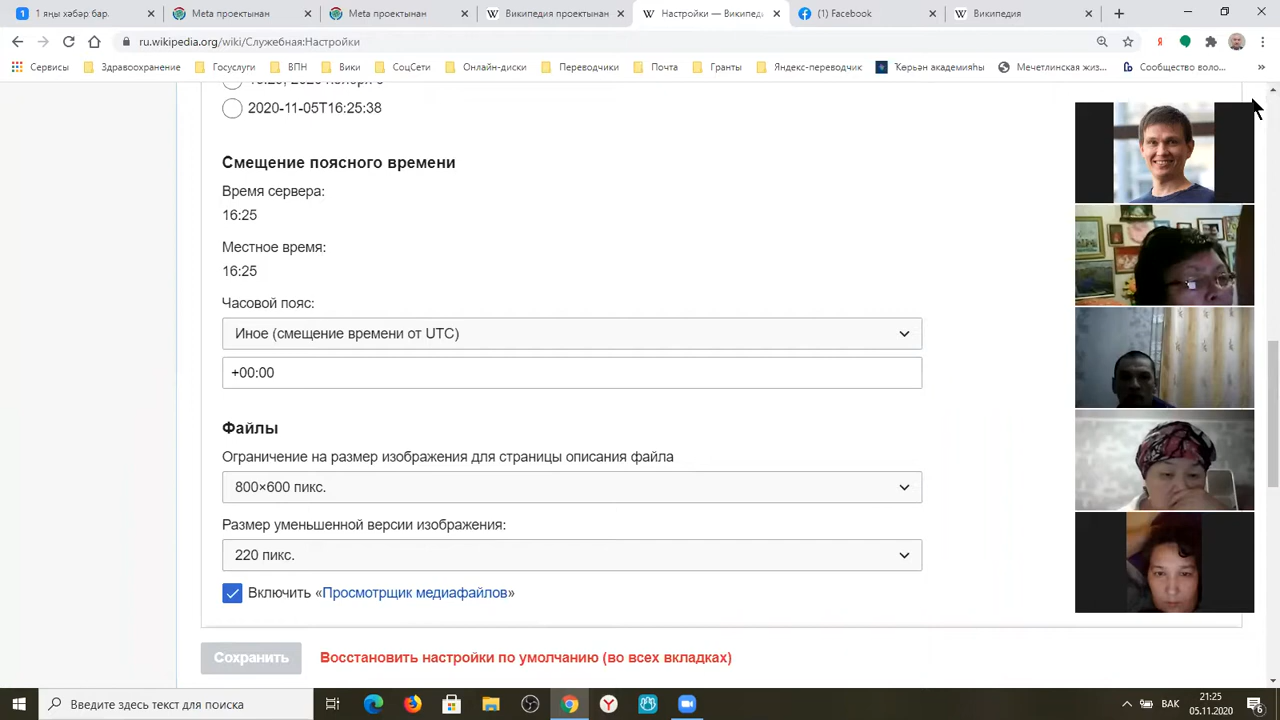 1 яңы хәбәр.
Мета проектынан
Мета проектынан
Википедия проектынан
Настройки — Википеди
(1) Facebook
Википедия
ru.wikipedia.org/wiki/Служебная:Настройки
Сервисы
Здравоохранение
Госуслуги
ВПН
Вики
СоцСети
Онлайн-диски
Переводчики
Почта
Гранты
Яндекс-переводчик
Ҡөрьән академияһы
Мечетлинская жиз...
Сообщество воло...
2020-11-05T16:25:38
Смещение поясного времени
Время сервера:
16:25
Местное время:
16:25
Часовой пояс:
Иное (смещение времени от UTC)
+00:00
Файлы
Ограничение на размер изображения для страницы описания файла
800×600 пикс.
Размер уменьшенной версии изображения:
220 пикс.
Включить «Просмотрщик медиафайлов»
Сохранить
Восстановить настройки по умолчанию (во всех вкладках)
Введите здесь текст для поиска
ВАК
21:25
05.11.2020
6